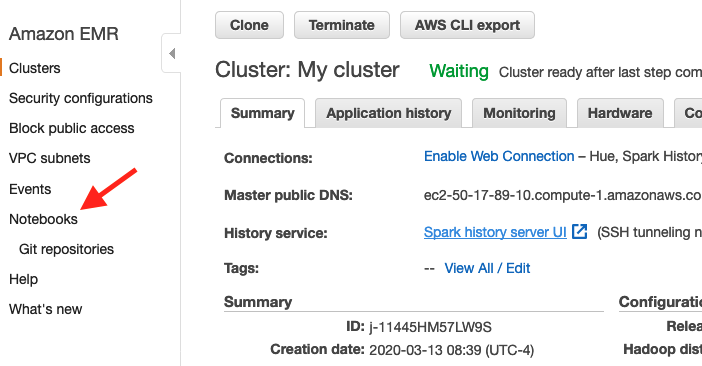 Amazon EMR
Clusters
Security configurations
Block public access
VPC subnets
Events
Notebooks
Git repositories
Help
What's new
Clone Terminate AWS CLI export
Cluster: My cluster Waiting Cluster ready after last step com
Summary Application history Monitoring Hardware Co
Connections: Enable Web Connection – Hue, Spark History
Master public DNS: ec2-50-17-89-10.compute-1.amazonaws.co
History service: Spark history server UI (SSH tunneling n
Tags: -- View All / Edit
Summary Configuratio
ID: j-11445HM57LW9S Relea
Creation date: 2020-03-13 08:39 (UTC-4) Hadoop dist